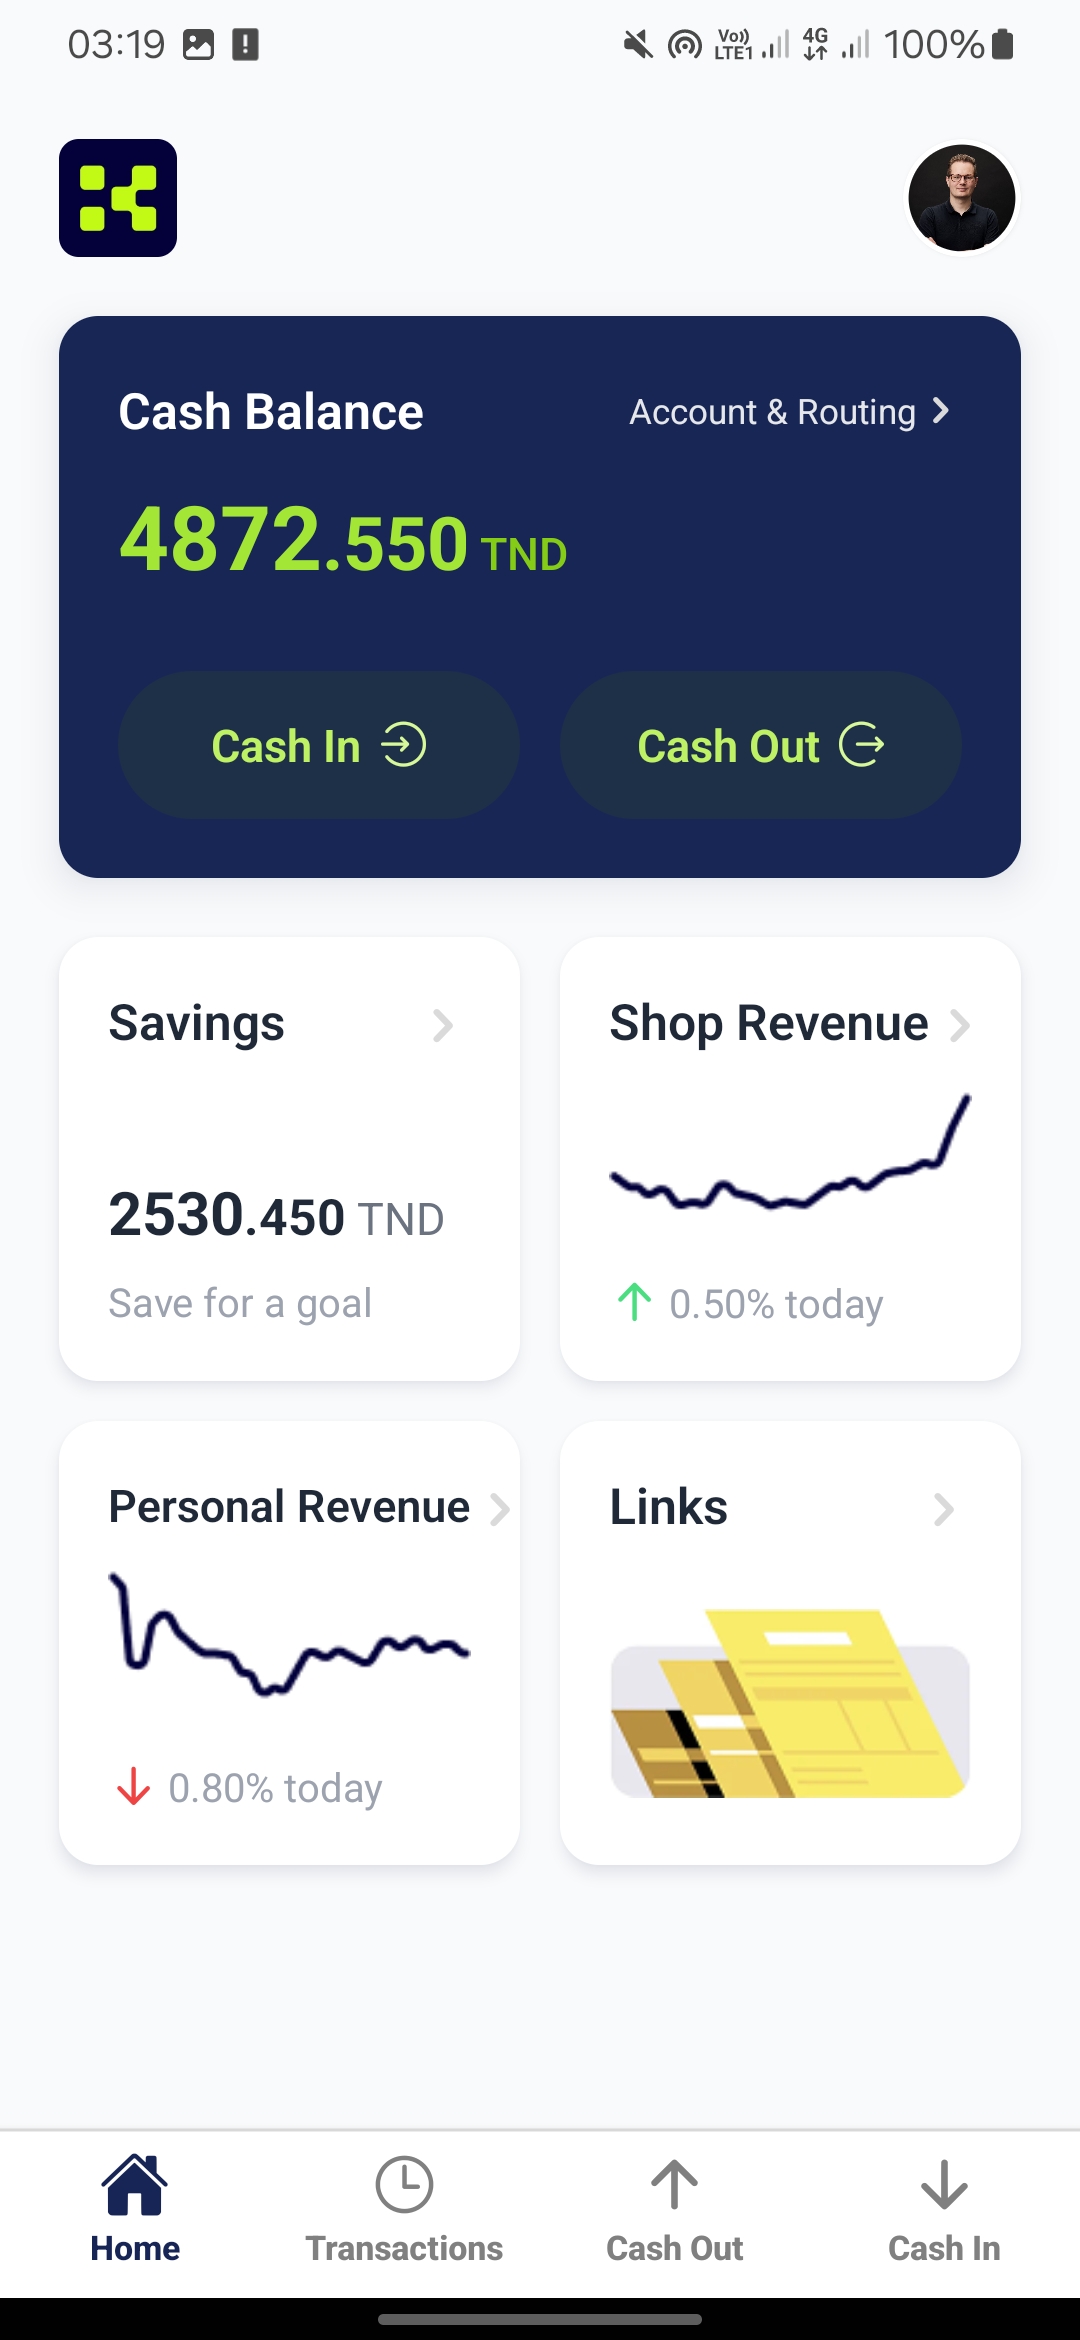 03:19
Vo)) LTE1 4G 100%
Cash Balance
Account & Routing
4872.550 TND
Cash In
Cash Out
Savings
Shop Revenue
2530.450 TND
Save for a goal
0.50% today
Personal Revenue
Links
0.80% today
Home
Transactions
Cash Out
Cash In